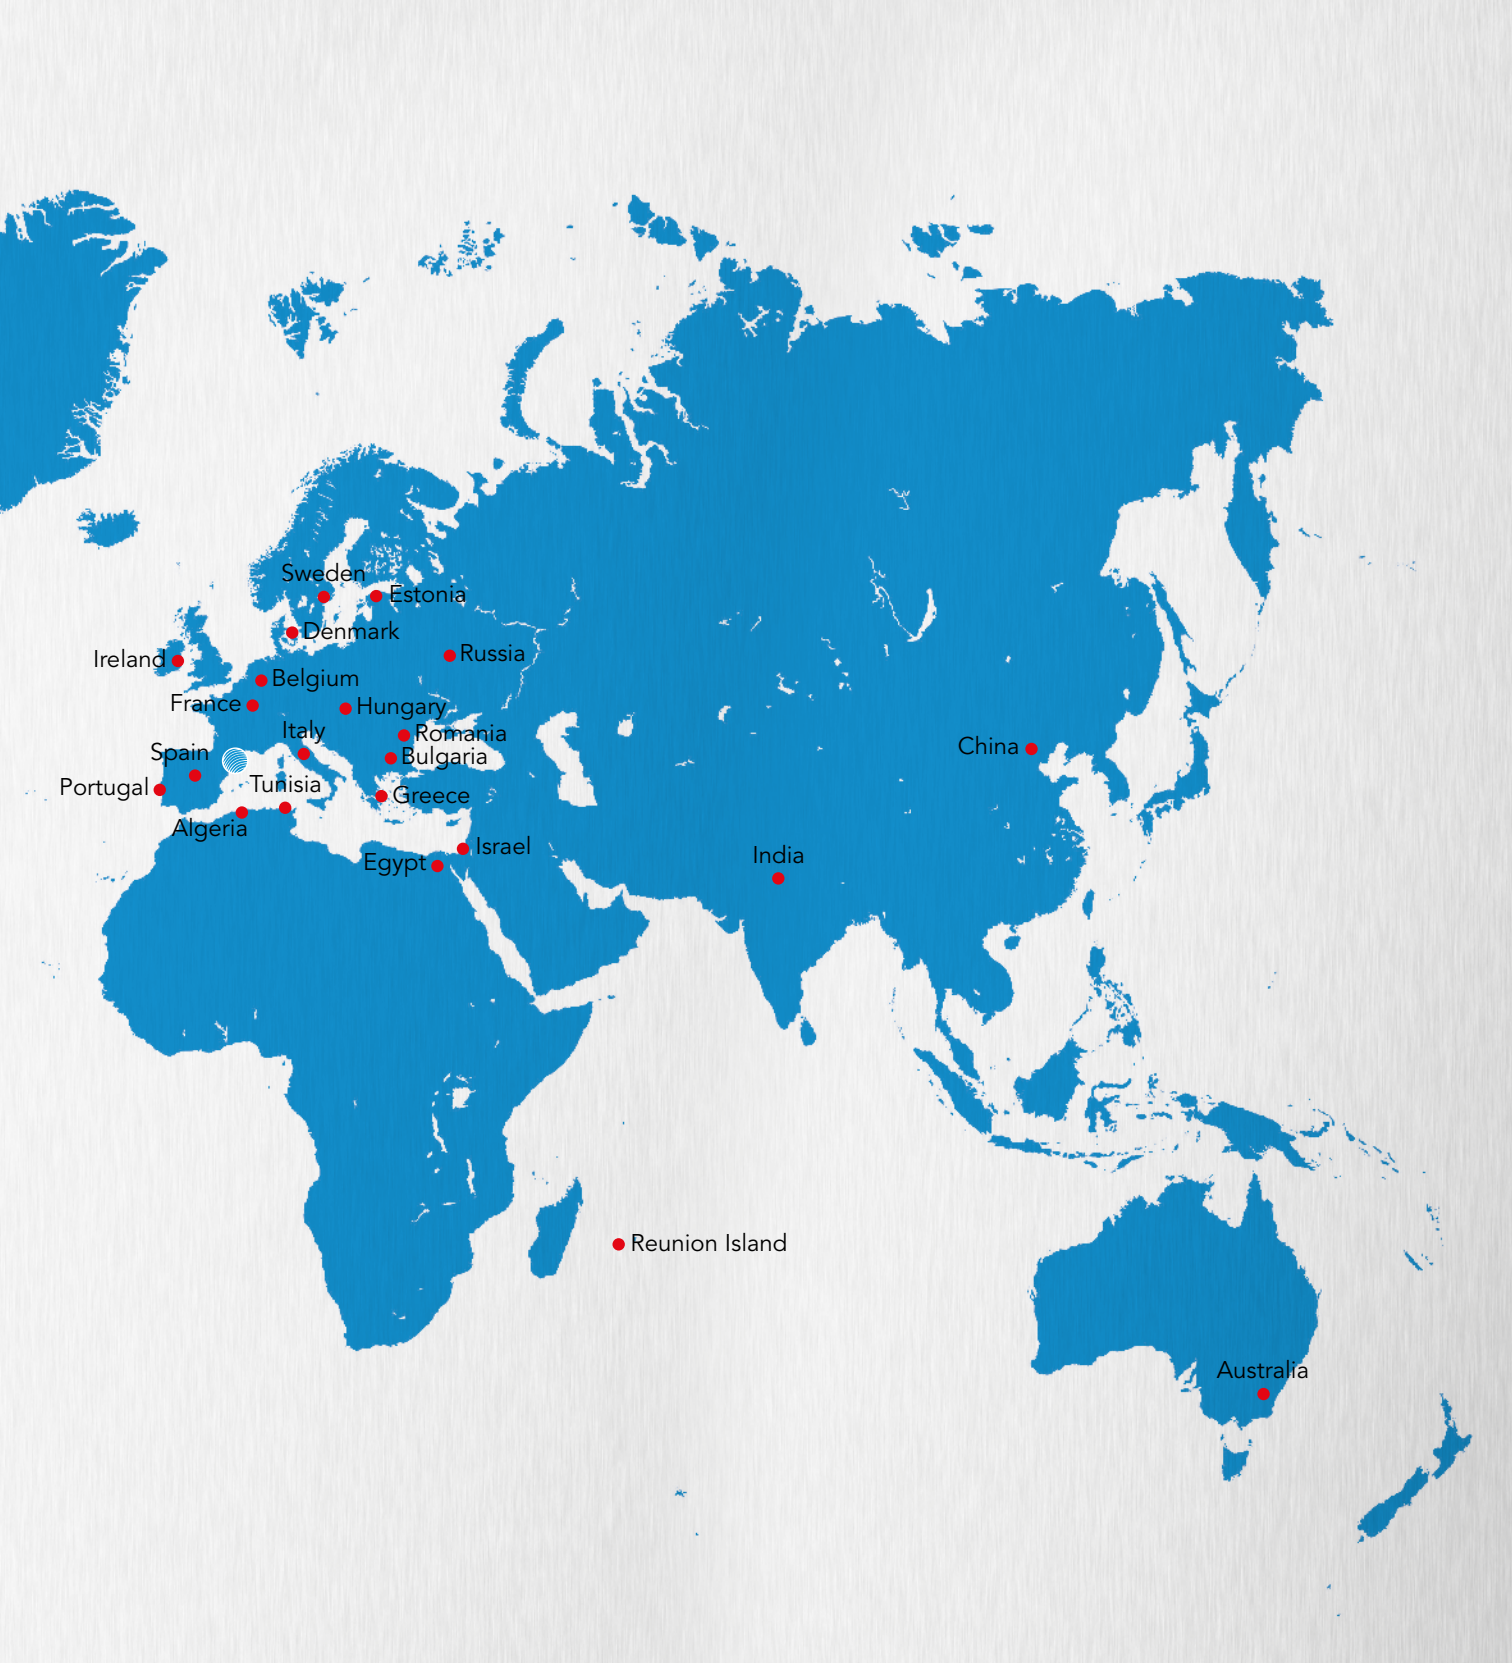 Sweden
Estonia
Denmark
Russia
Ireland
Belgium
France
Hungary
Italy
Romania
China
Spain
Bulgaria
Portugal
Tunisia
Greece
Algeria
Israel
India
Egypt
Reunion Island
Australia